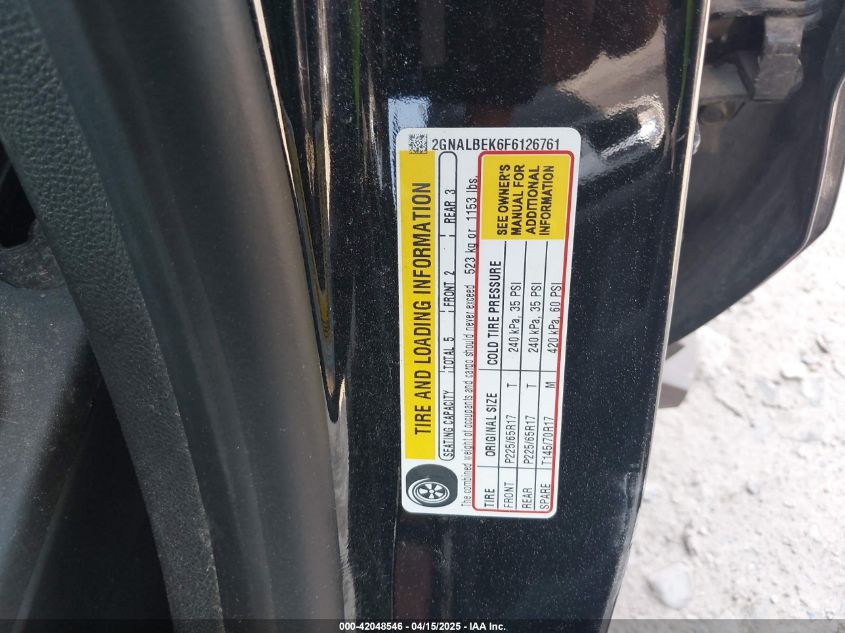 2GNALBEK6F6126761
TIRE AND LOADING INFORMATION
SEATING CAPACITY TOTAL 5 FRONT 2 REAR 3
The combined weight of occupants and cargo should never exceed 523 kg or 1153 lbs.
TIRE ORIGINAL SIZE COLD TIRE PRESSURE
FRONT P225/65R17 T 240 kPa, 35 PSI
REAR P225/65R17 T 240 kPa, 35 PSI
SPARE T145/70R17 M 420 kPa, 60 PSI
SEE OWNER'S
MANUAL FOR
ADDITIONAL
INFORMATION
000-42048546 - 04/15/2025 - IAA Inc.